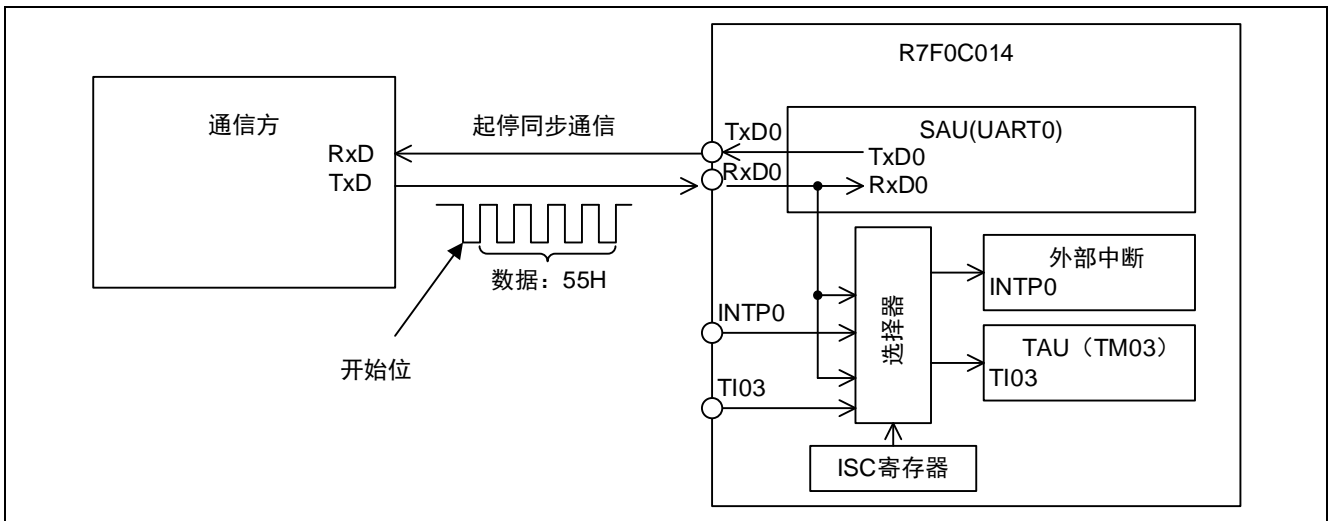 R7F0C014
通信方
RxD
TxD
起停同步通信
数据：55H
开始位
TxD0
RxD0
SAU(UART0)
TxD0
RxD0
INTP0
TI03
选择器
外部中断
INTP0
TAU（TM03）
TI03
ISC寄存器